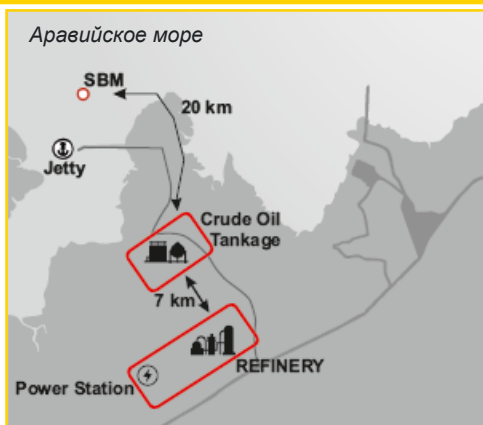 Аравийское море
SBM
20 km
Jetty
Crude Oil
Tankage
7 km
REFINERY
Power Station